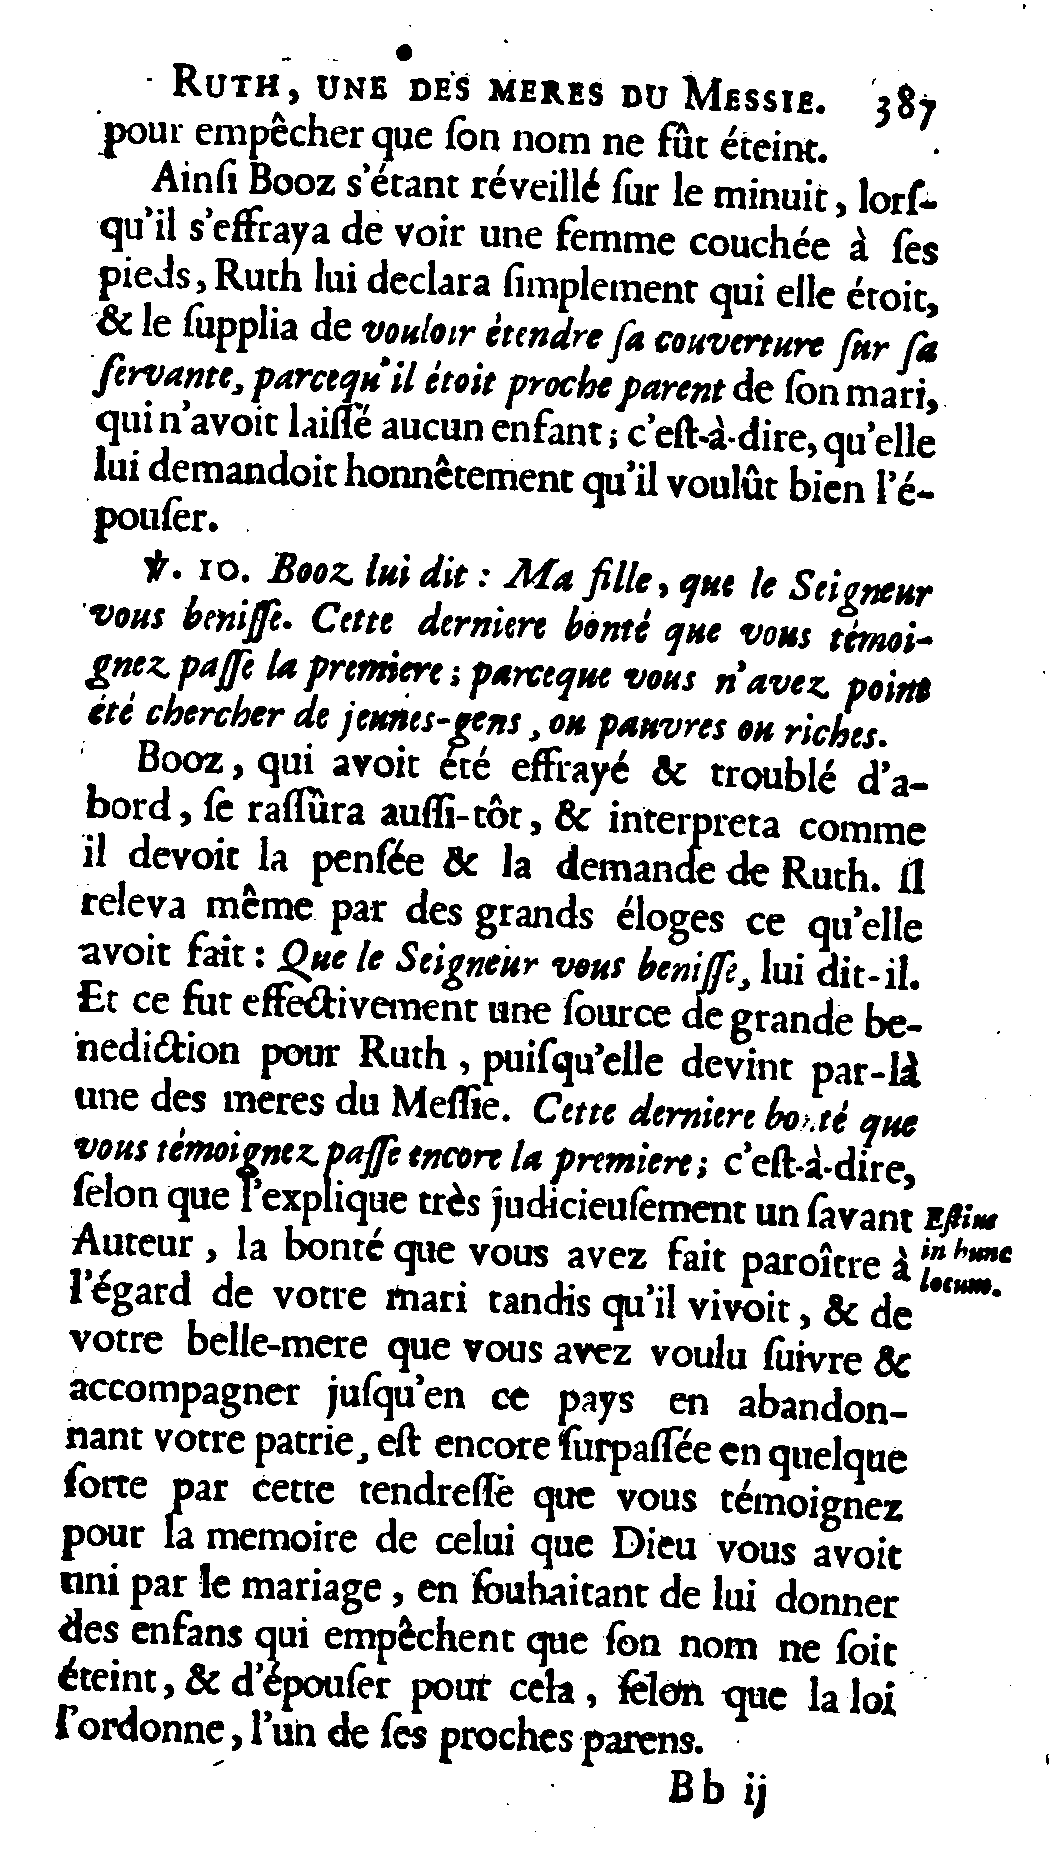 RUTH, UNE DES MERES DU MESSIE. 387
pour empêcher que ſon nom ne fût éteint.
Ainſi Booz s'étant réveillé ſur le minuit, lorſ-
qu'il s'effraya de voir une femme couchée à ſes
pieds, Ruth lui declara ſimplement qui elle étoit,
& le ſupplia de vouloir étendre ſa couverture ſur ſa
ſervante, parcequ'il étoit proche parent de ſon mari,
qui n'avoit laiſſé aucun enfant; c'eſt-à-dire, qu'elle
lui demandoit honnêtement qu'il voulût bien l'é-
pouſer.
℣. 10. Booz lui dit : Ma fille, que le Seigneur
vous beniſſe. Cette derniere bonté que vous témoi-
gnez paſſe la premiere; parceque vous n'avez point
été chercher de jeunes-gens, ou pauvres ou riches.
Booz, qui avoit été effrayé & troublé d'a-
bord, ſe raſſûra auſſi-tôt, & interpreta comme
il devoit la penſée & la demande de Ruth. Il
releva même par des grands éloges ce qu'elle
avoit fait : Que le Seigneur vous beniſſe, lui dit-il.
Et ce fut effectivement une ſource de grande be-
nediction pour Ruth, puiſqu'elle devint par-là
une des meres du Meſſie. Cette derniere bonté que
vous témoignez paſſe encore la premiere; c'eſt-à-dire,
ſelon que l'explique très judicieuſement un ſavant Eſtius
Auteur, la bonté que vous avez fait paroître à in hunc
l'égard de votre mari tandis qu'il vivoit, & de locum.
votre belle-mere que vous avez voulu ſuivre &
accompagner juſqu'en ce pays en abandon-
nant votre patrie, eſt encore ſurpaſſée en quelque
ſorte par cette tendreſſe que vous témoignez
pour la memoire de celui que Dieu vous avoit
uni par le mariage, en ſouhaitant de lui donner
des enfans qui empêchent que ſon nom ne ſoit
éteint, & d'épouſer pour cela, ſelon que la loi
l'ordonne, l'un de ſes proches parens.
Bb ij